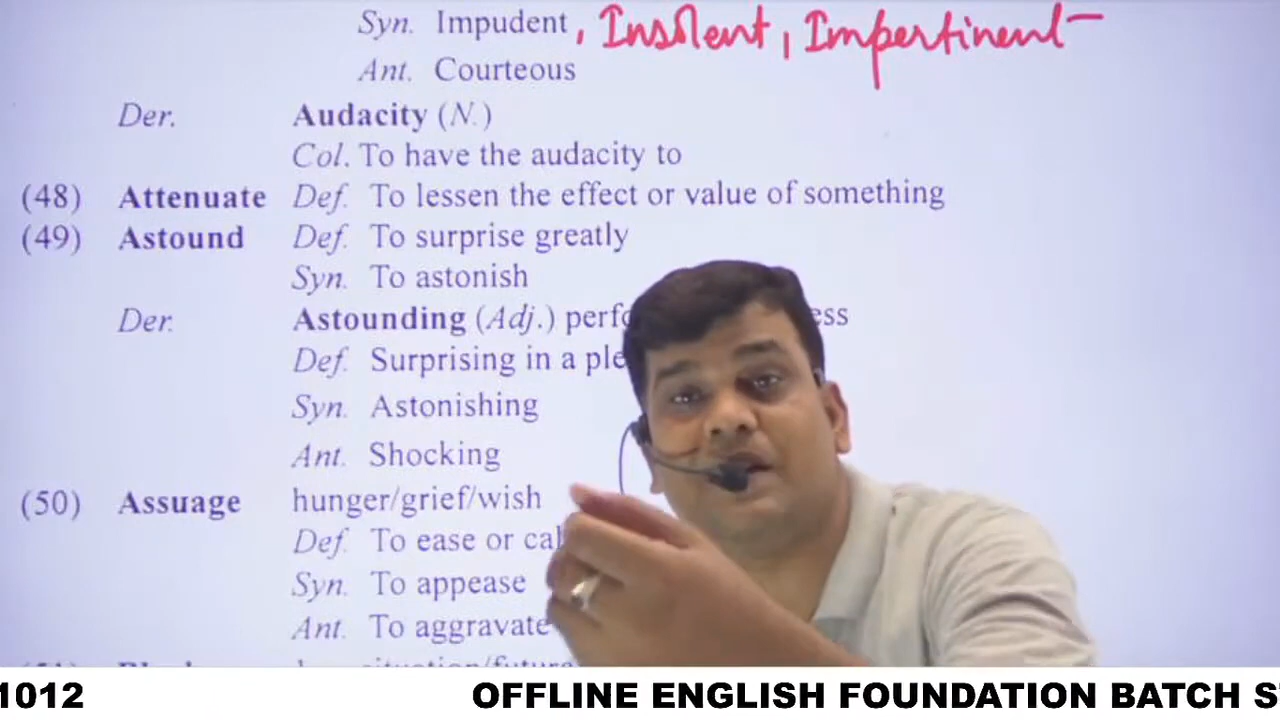 Syn. Impudent, Insolent, Impertinent
Ant. Courteous
Der. Audacity (N.)
Col. To have the audacity to
(48) Attenuate Def. To lessen the effect or value of something
(49) Astound Def. To surprise greatly
Syn. To astonish
Der. Astounding (Adj.)
Def. Surprising in a
Syn. Astonishing
Ant. Shocking
(50) Assuage hunger/grief/wish
Def. To ease or
Syn. To appease
Ant. To aggravate
1012 OFFLINE ENGLISH FOUNDATION BATCH